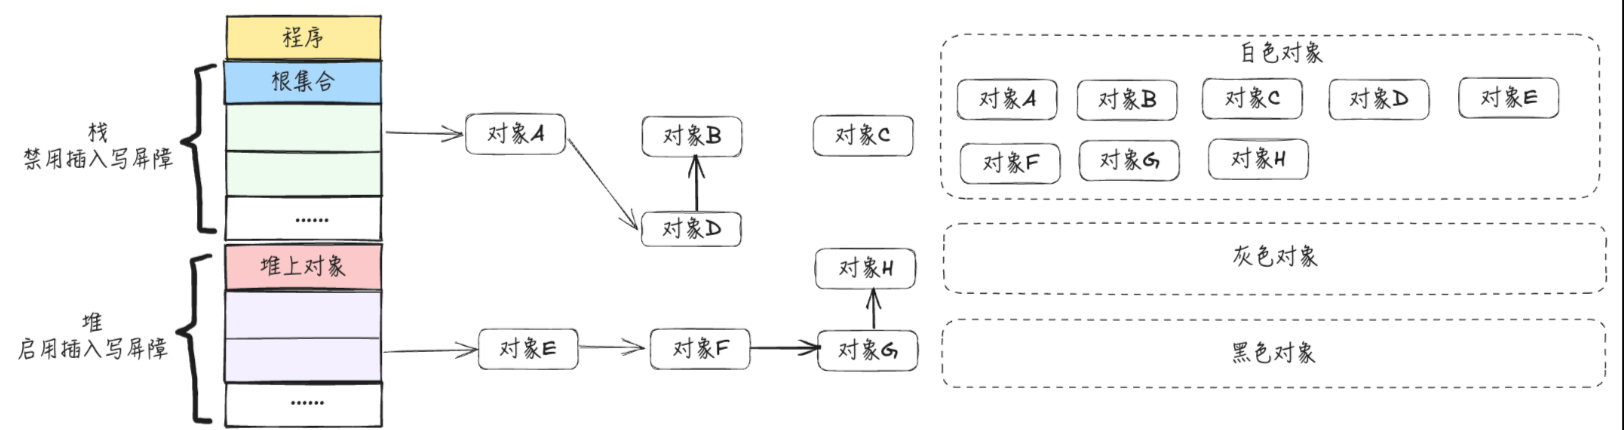 程序
根集合
栈
禁用插入写屏障
......
堆上对象
堆
启用插入写屏障
......
对象A
对象B
对象C
对象D
对象H
对象E
对象F
对象G
白色对象
对象A
对象B
对象C
对象D
对象E
对象F
对象G
对象H
灰色对象
黑色对象